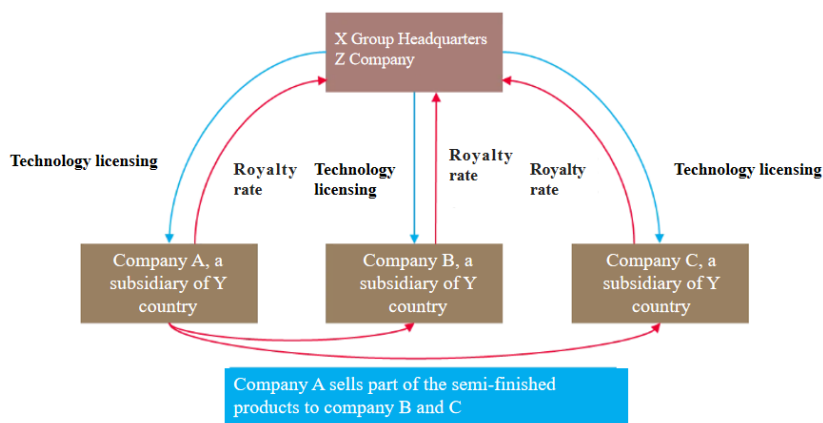 X Group Headquarters
Z Company
Technology licensing
Royalty
rate
Technology
licensing
Royalty
rate
Royalty
rate
Technology licensing
Company A, a
subsidiary of Y
country
Company B, a
subsidiary of Y
country
Company C, a
subsidiary of Y
country
Company A sells part of the semi-finished
products to company B and C